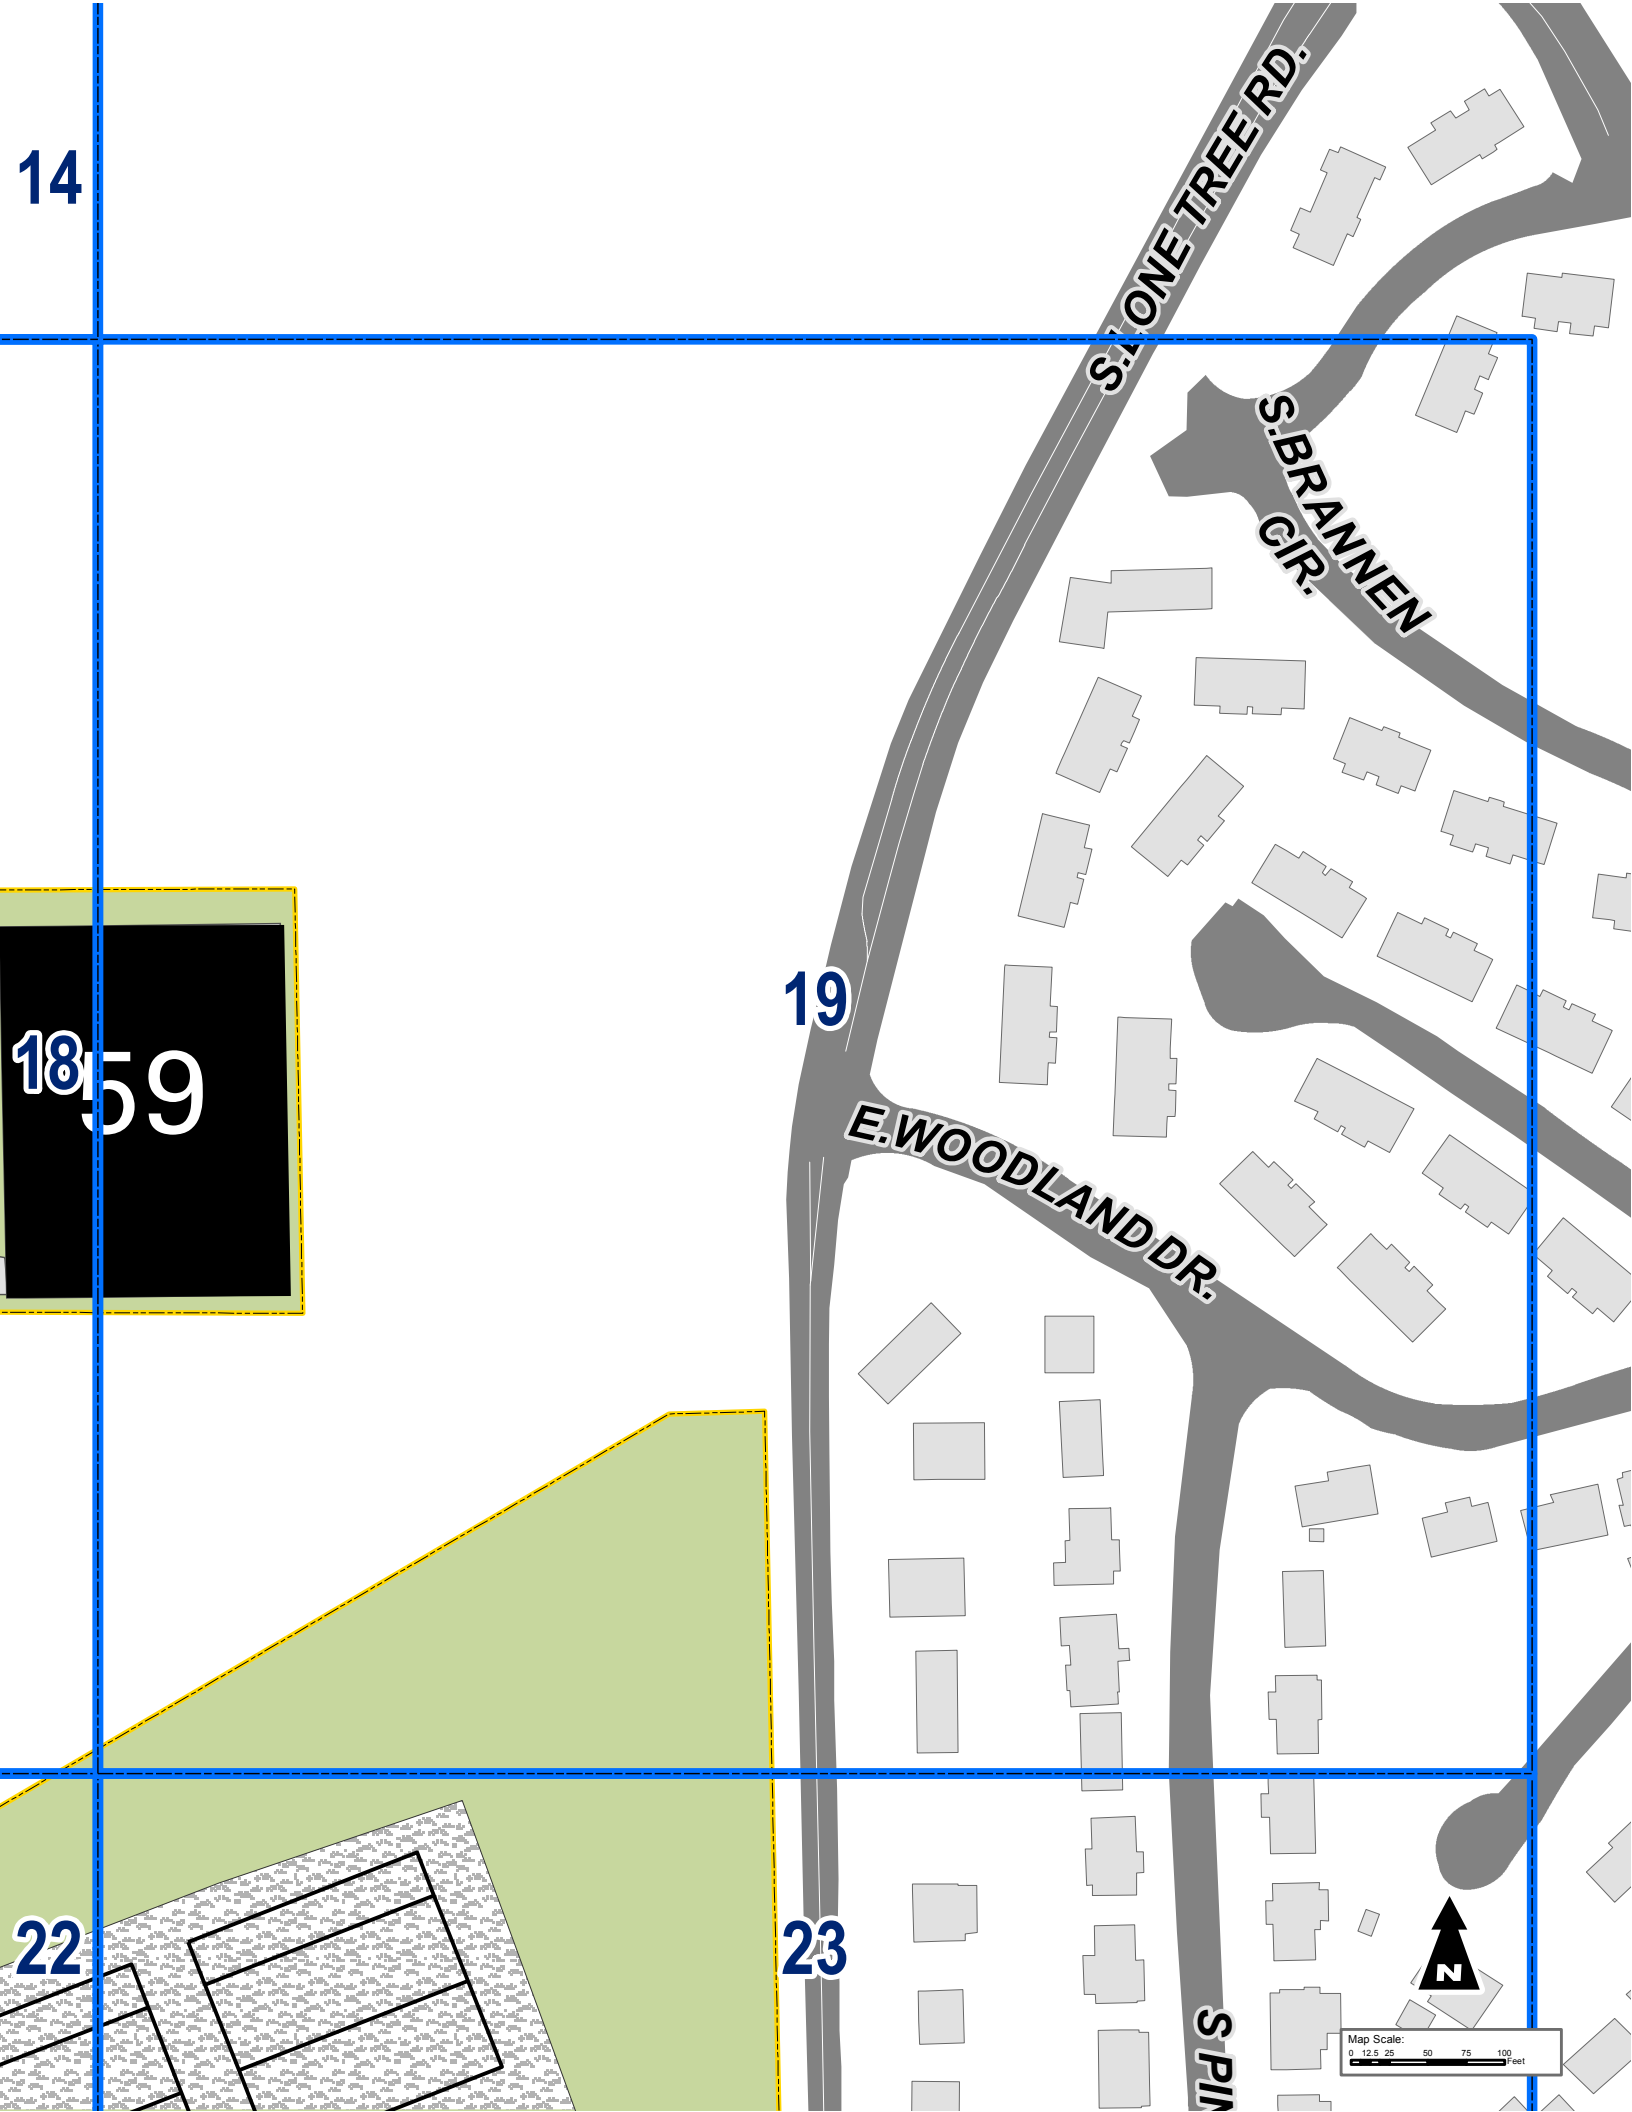 S. LONE TREE RD.
14
S. BRANNEN
CIR.
19
18
59
E. WOODLAND DR.
22
23
N
S PIN
Map Scale:
0 12.5 25 50 75 100
Feet